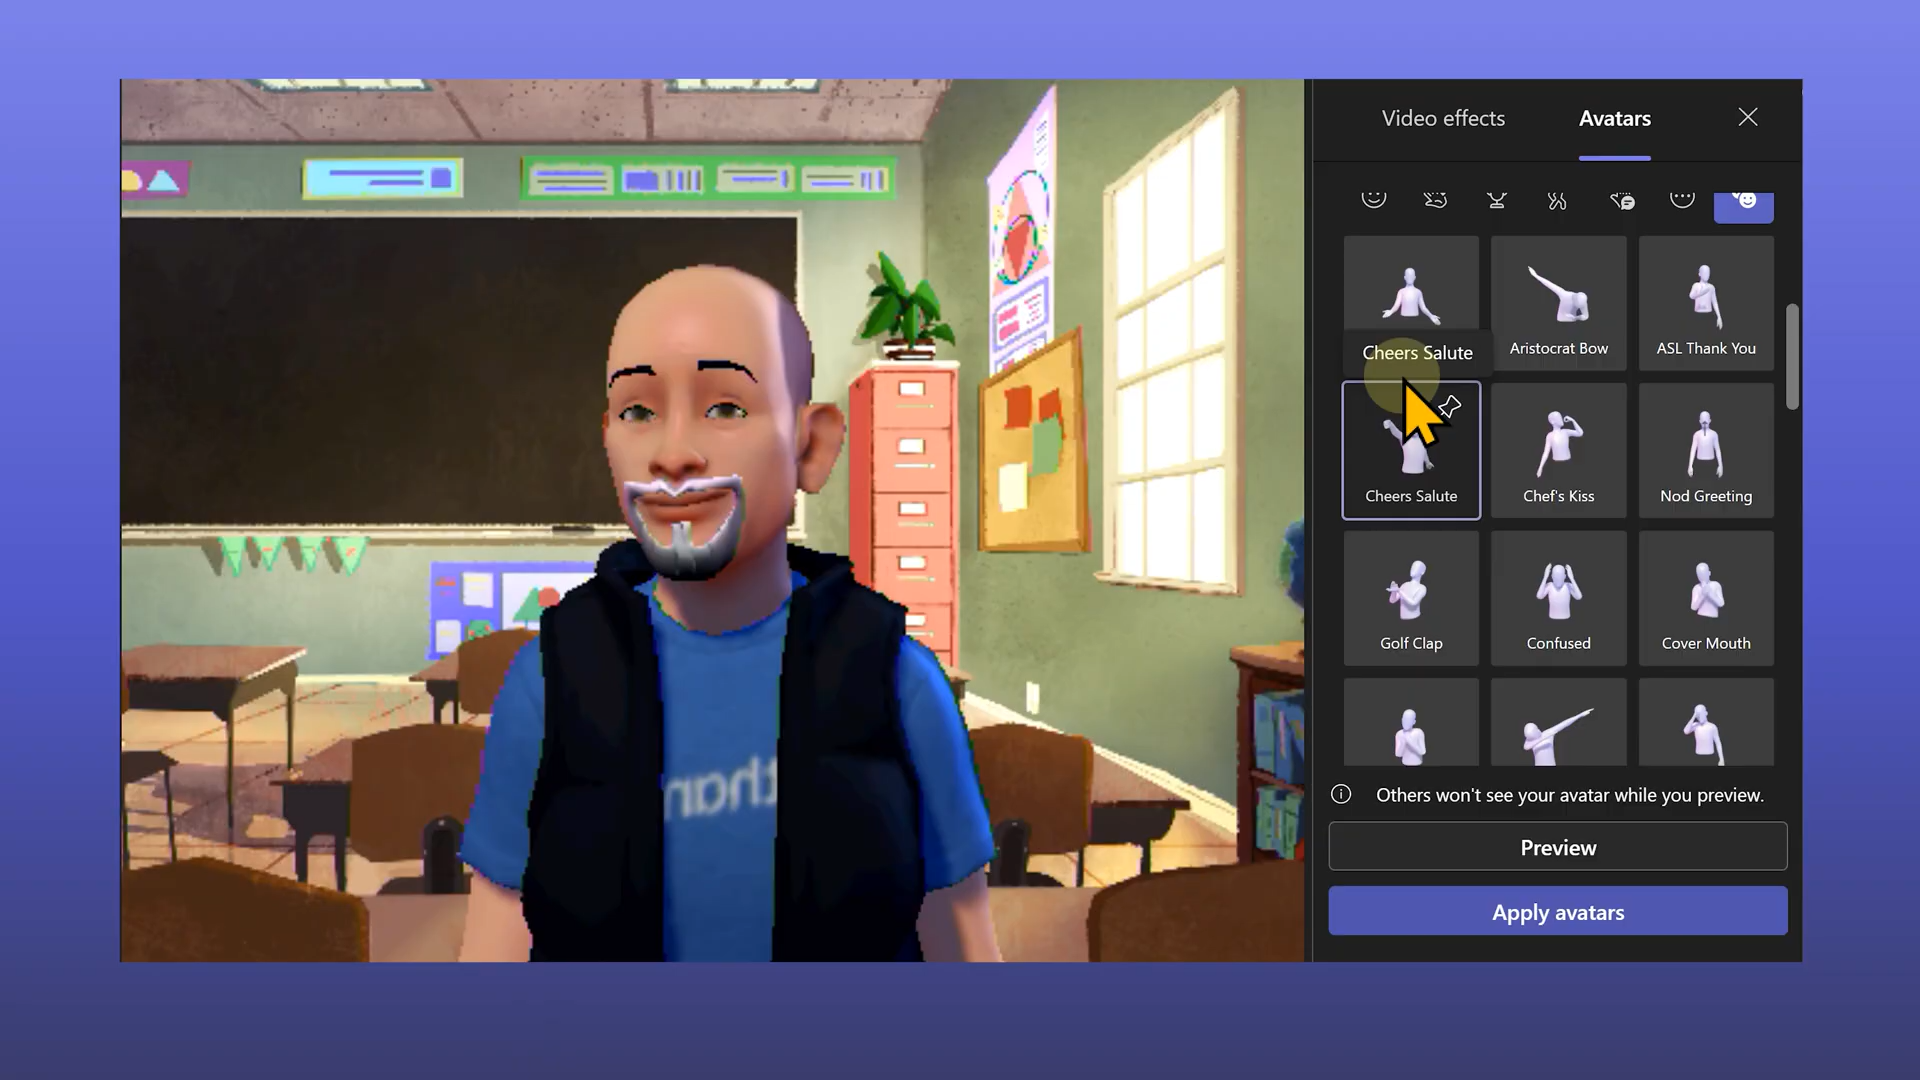 Video effects
Avatars
Cheers Salute
Aristocrat Bow
ASL Thank You
Cheers Salute
Chef's Kiss
Nod Greeting
Golf Clap
Confused
Cover Mouth
Others won't see your avatar while you preview.
Preview
Apply avatars
than